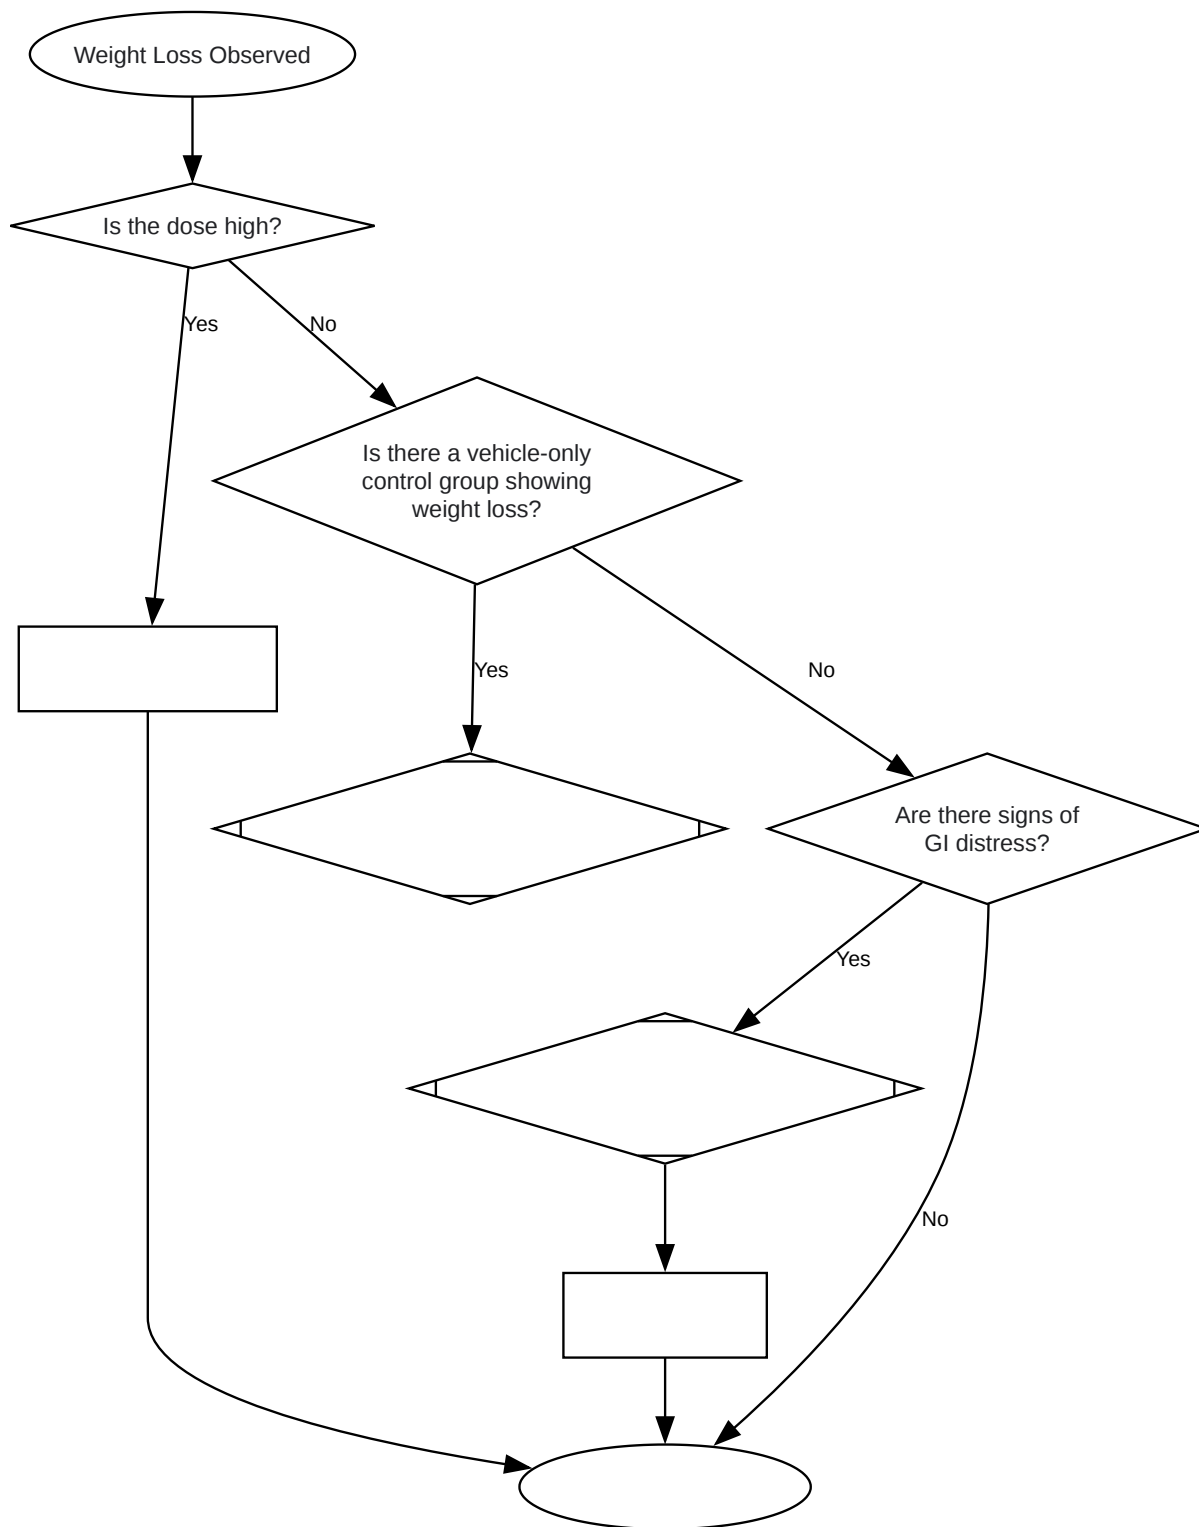 Weight Loss Observed
Is the dose high?
Yes
No
Is there a vehicle-only
control group showing
weight loss?
Yes
No
Are there signs of
GI distress?
Yes
No